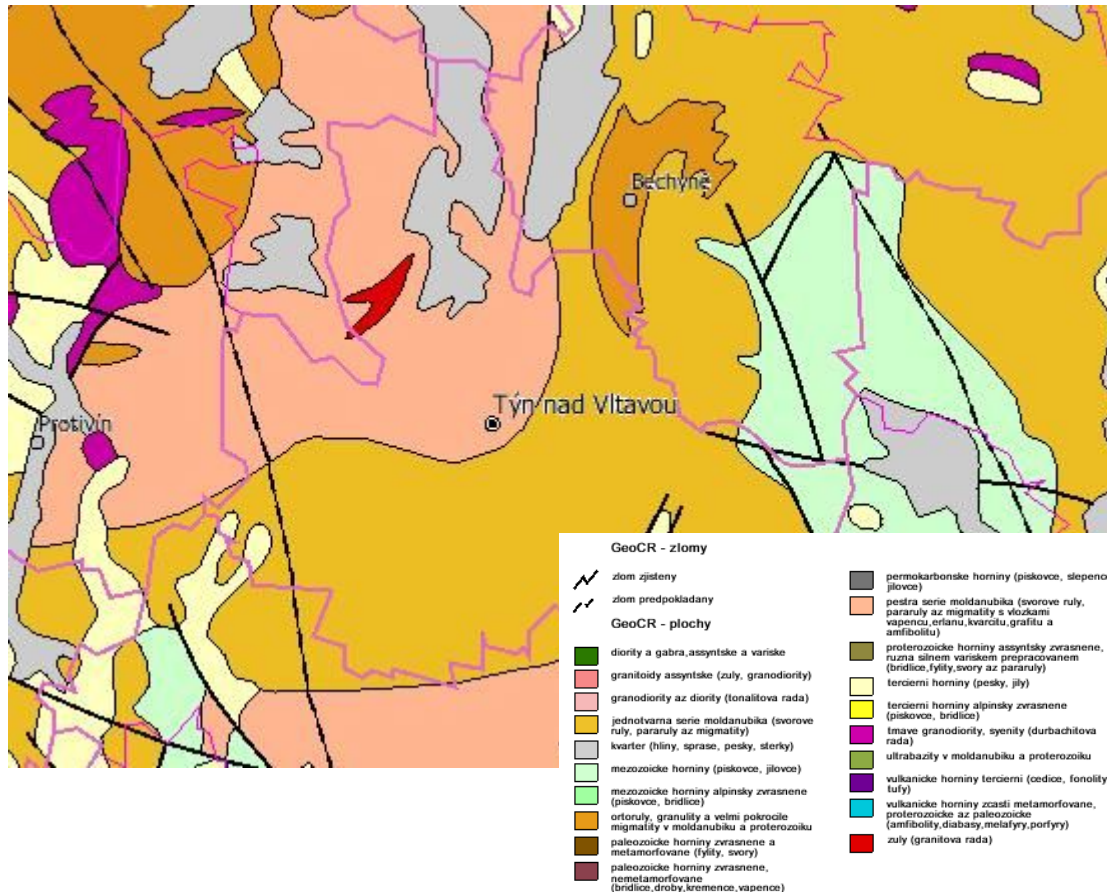 Bechyně
Týn nad Vltavou
Protivín
GeoCR - zlomy
zlom zjisteny
zlom predpokladany
GeoCR - plochy
diority a gabra,assyntske a variske
granitoidy assyntske (zuly, granodiority)
granodiority az diority (tonalitova rada)
jednotvarna serie moldanubika (svorove
ruly, pararuly az migmatity)
kvarter (hliny, sprase, pesky, sterky)
mezozoicke horniny (piskovce, jilovce)
mezozoicke horniny alpinsky zvrasnene
(piskovce, bridlice)
ortoruly, granulity a velmi pokrocile
migmatity v moldanubiku a proterozoiku
paleozoicke horniny zvrasnene a
metamorfovane (fylity, svory)
paleozoicke horniny zvrasnene,
nemetamorfovane
(bridlice,droby,kremence,vapence)
permokarbonske horniny (piskovce, slepence
jilovce)
pestra serie moldanubika (svorove ruly,
pararuly az migmatity s vlozkami
vapencu,erlanu,kvarcitu,grafitu a
amfibolitu)
proterozoicke horniny assyntsky zvrasnene,
ruzna silnem variskem prepracovanem
(bridlice,fylity,svory az pararuly)
tercierni horniny (pesky, jily)
tercierni horniny alpinsky zvrasnene
(piskovce, bridlice)
tmave granodiority, syenity (durbachitova
rada)
ultrabazity v moldanubiku a proterozoiku
vulkanicke horniny tercierni (cedice, fonolity
tufy)
vulkanicke horniny zcasti metamorfovane,
proterozoicke az paleozoicke
(amfibolity,diabasy,melafyry,porfyry)
zuly (granitova rada)